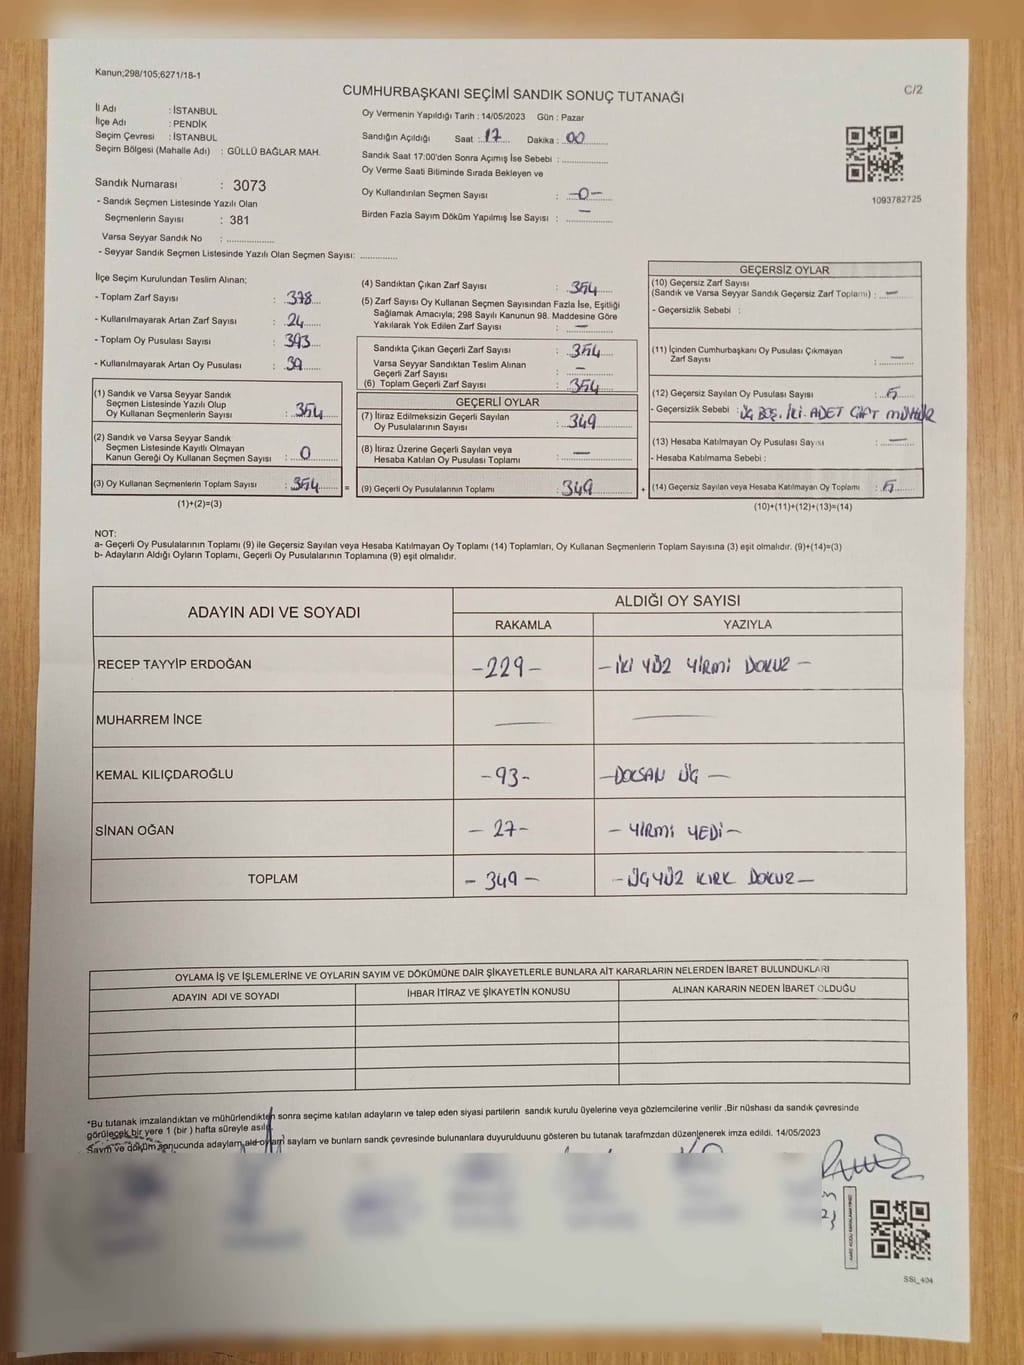 Kanun;298/105;6271/18-1
C/2
CUMHURBAŞKANI SEÇİMİ SANDIK SONUÇ TUTANAĞI
İl Adı : İSTANBUL
İlçe Adı : PENDİK
Seçim Çevresi : İSTANBUL
Seçim Bölgesi (Mahalle Adı) : GÜLLÜ BAĞLAR MAH.
Sandık Numarası : 3073
- Sandık Seçmen Listesinde Yazılı Olan
Seçmenlerin Sayısı : 381
Varsa Seyyar Sandık No : ....................
- Seyyar Sandık Seçmen Listesinde Yazılı Olan Seçmen Sayısı: ............
Oy Vermenin Yapıldığı Tarih : 14/05/2023 Gün : Pazar
Sandığın Açıldığı Saat : 17 Dakika : 00
Sandık Saat 17:00'den Sonra Açımış İse Sebebi : ..............
Oy Verme Saati Bitiminde Sırada Bekleyen ve
Oy Kullandırılan Seçmen Sayısı : -0-
Birden Fazla Sayım Döküm Yapılmış İse Sayısı : —
1093782725
İlçe Seçim Kurulundan Teslim Alınan:
- Toplam Zarf Sayısı : 378
- Kullanılmayarak Artan Zarf Sayısı : 24
- Toplam Oy Pusulası Sayısı : 393
- Kullanılmayarak Artan Oy Pusulası : 39
(1) Sandık ve Varsa Seyyar Sandık
Seçmen Listesinde Yazılı Olup
Oy Kullanan Seçmenlerin Sayısı : 354
(2) Sandık ve Varsa Seyyar Sandık
Seçmen Listesinde Kayıtlı Olmayan
Kanun Gereği Oy Kullanan Seçmen Sayısı : 0
(3) Oy Kullanan Seçmenlerin Toplam Sayısı : 354 =
(1)+(2)=(3)
(4) Sandıktan Çıkan Zarf Sayısı : 354
(5) Zarf Sayısı Oy Kullanan Seçmen Sayısından Fazla İse, Eşitliği
Sağlamak Amacıyla; 298 Sayılı Kanunun 98. Maddesine Göre
Yakılarak Yok Edilen Zarf Sayısı : —
Sandıkta Çıkan Geçerli Zarf Sayısı : 354
Varsa Seyyar Sandıktan Teslim Alınan
Geçerli Zarf Sayısı : —
(6) Toplam Geçerli Zarf Sayısı : 354
GEÇERLİ OYLAR
(7) İtiraz Edilmeksizin Geçerli Sayılan
Oy Pusulalarının Sayısı : 349
(8) İtiraz Üzerine Geçerli Sayılan veya
Hesaba Katılan Oy Pusulası Toplamı : —
(9) Geçerli Oy Pusulalarının Toplamı : 349 +
GEÇERSİZ OYLAR
(10) Geçersiz Zarf Sayısı
(Sandık ve Varsa Seyyar Sandık Geçersiz Zarf Toplamı) : —
- Geçersizlik Sebebi :
(11) İçinden Cumhurbaşkanı Oy Pusulası Çıkmayan
Zarf Sayısı : —
(12) Geçersiz Sayılan Oy Pusulası Sayısı : 5
- Geçersizlik Sebebi : ÜÇ BOŞ. İKİ. ADET ÇİFT MÜHÜR
(13) Hesaba Katılmayan Oy Pusulası Sayısı : —
- Hesaba Katılmama Sebebi :
(14) Geçersiz Sayılan veya Hesaba Katılmayan Oy Toplamı : 5
(10)+(11)+(12)+(13)=(14)
NOT:
a- Geçerli Oy Pusulasının Toplamı (9) ile Geçersiz Sayılan veya Hesaba Katılmayan Oy Toplamı (14) Toplamları, Oy Kullanan Seçmenlerin Toplam Sayısına (3) eşit olmalıdır. (9)+(14)=(3)
b- Adayların Aldığı Oyların Toplamı, Geçerli Oy Pusulalarının Toplamına (9) eşit olmalıdır.
ADAYIN ADI VE SOYADI
ALDIĞI OY SAYISI
RAKAMLA YAZIYLA
RECEP TAYYİP ERDOĞAN -229- -İKİ YÜZ YİRMİ DOKUZ-
MUHARREM İNCE — —
KEMAL KILIÇDAROĞLU -93- -DOKSAN ÜÇ-
SİNAN OĞAN -27- -YİRMİ YEDİ-
TOPLAM -349- -ÜÇYÜZ KIRK DOKUZ-
OYLAMA İŞ VE İŞLEMLERİNE VE OYLARIN SAYIM VE DÖKÜMÜNE DAİR ŞİKAYETLERLE BUNLARA AİT KARARLARIN NELERDEN İBARET BULUNDUKLARI
ADAYIN ADI VE SOYADI İHBAR İTİRAZ VE ŞİKAYETİN KONUSU ALINAN KARARIN NEDEN İBARET OLDUĞU
*Bu tutanak imzalandıktan ve mühürlendikten sonra seçime katılan adayların ve talep eden siyasi partilerin sandık kurulu üyelerine veya gözlemcilerine verilir .Bir nüshası da sandık çevresinde
görülecek bir yere 1 (bir ) hafta süreyle asılır.
Sayım ve döküm sonucunda adayların ald oyların saylarn ve bunların sandk çevresinde bulunanlara duyurulduunu gösteren bu tutanak tarafmzdan düzenlenerek imza edildi. 14/05/2023
SSI_404